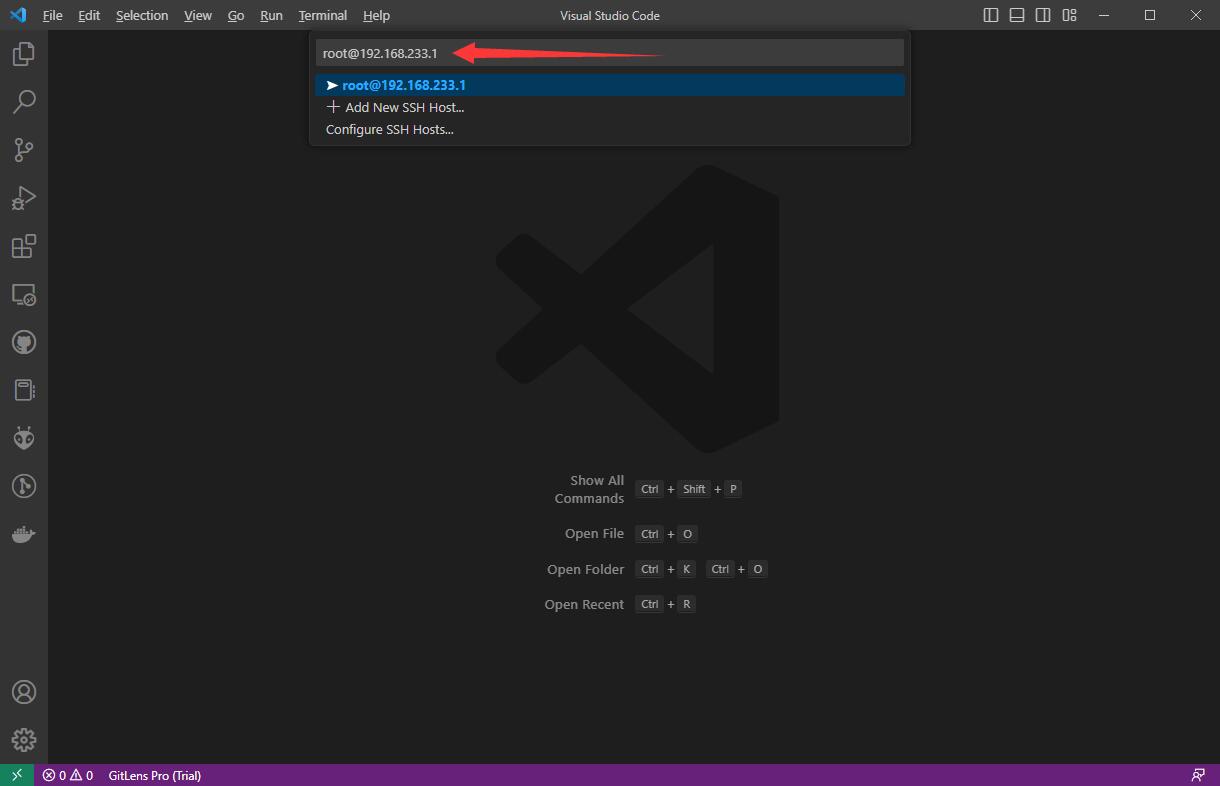 File Edit Selection View Go Run Terminal Help Visual Studio Code
root@192.168.233.1
root@192.168.233.1
Add New SSH Host...
Configure SSH Hosts...
Show All
Commands
Ctrl + Shift + P
Open File Ctrl + O
Open Folder Ctrl + K Ctrl + O
Open Recent Ctrl + R
0 0 GitLens Pro (Trial)